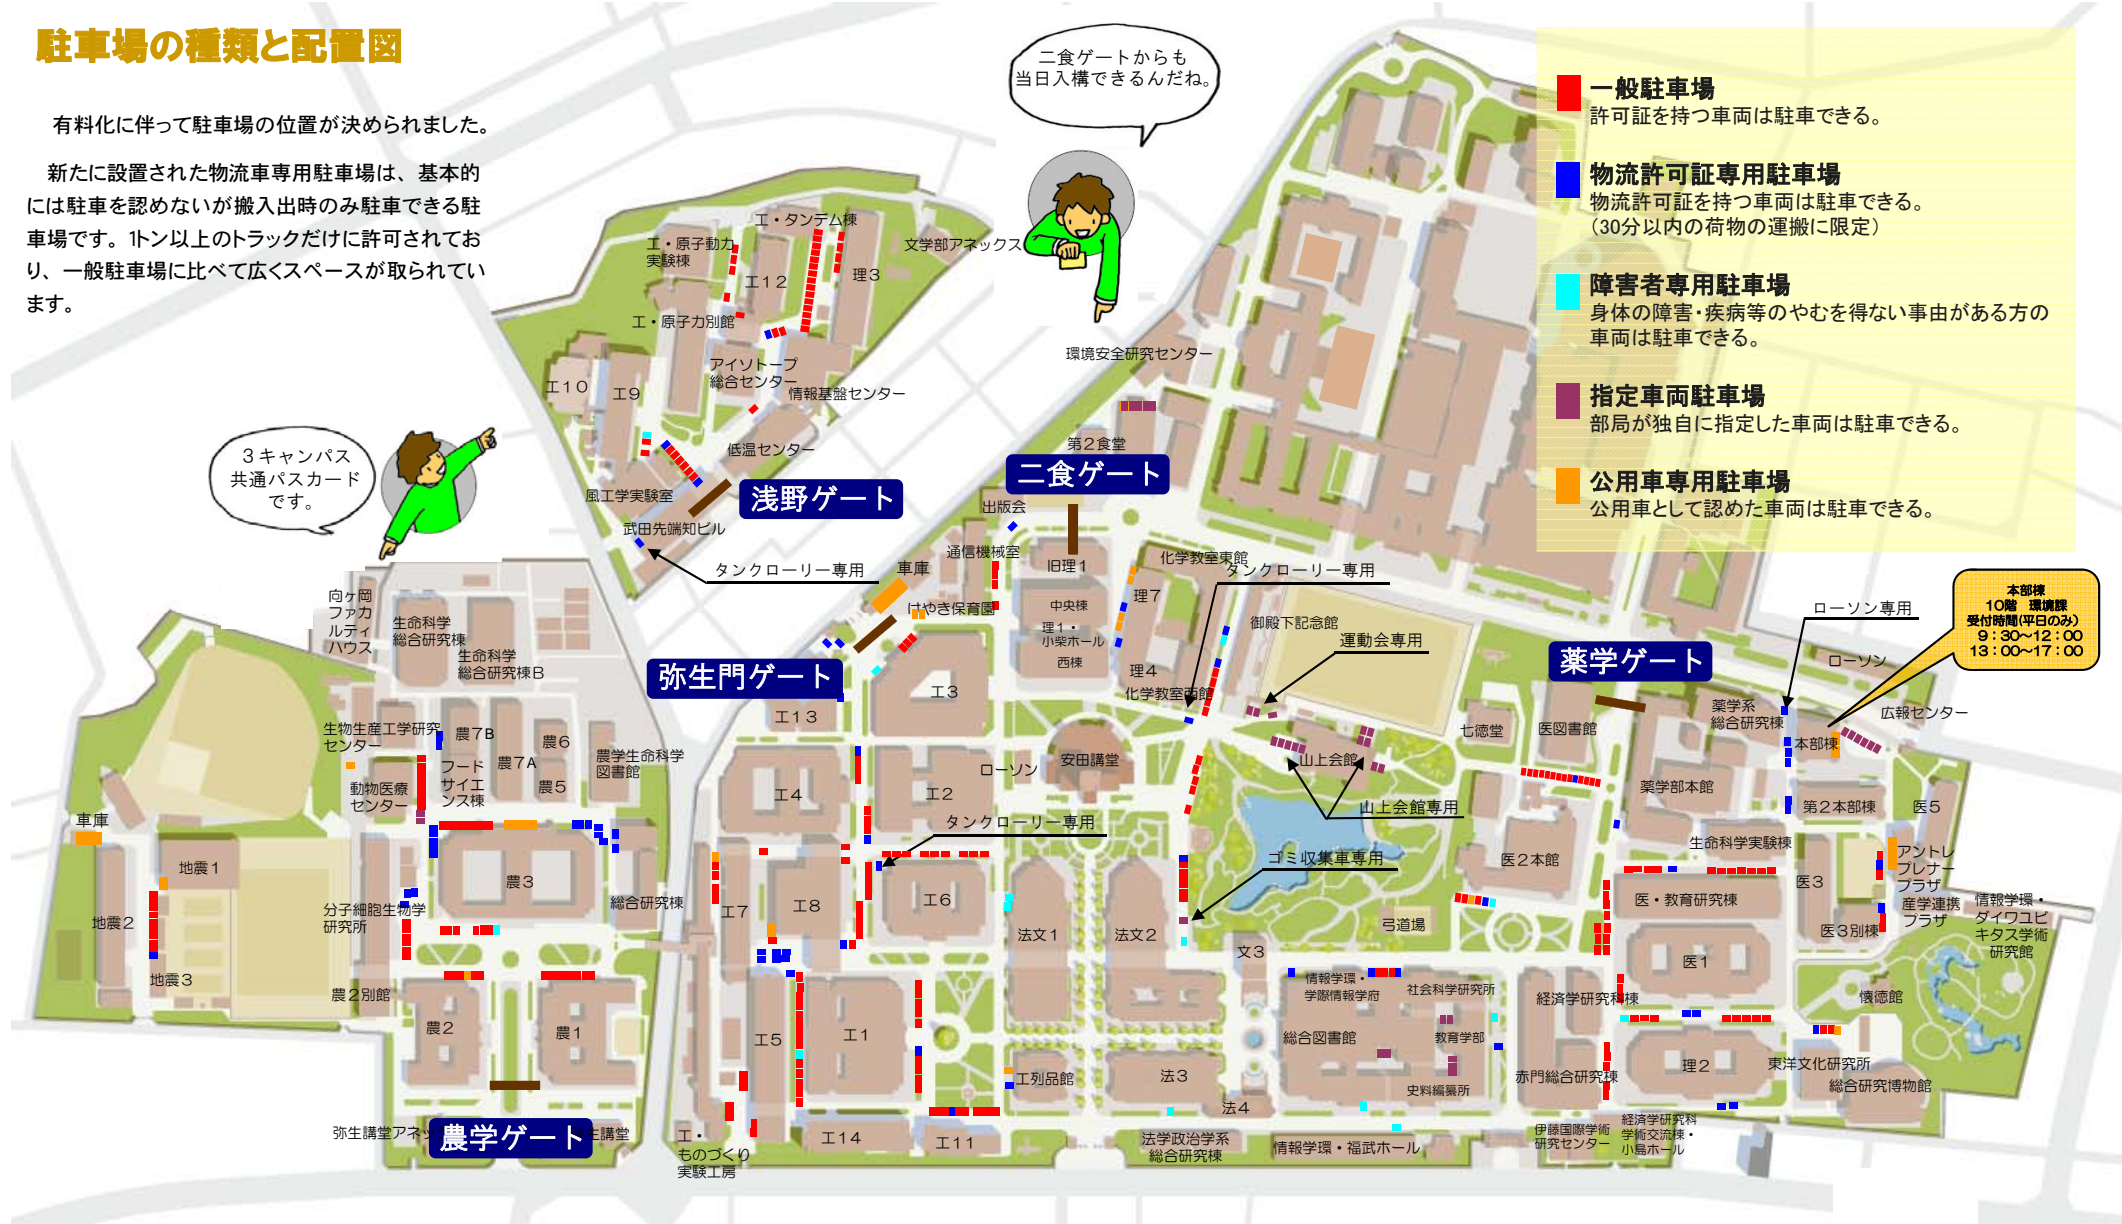 駐車場の種類と配置図
有料化に伴って駐車場の位置が決められました。
新たに設置された物流車専用駐車場は、基本的
には駐車を認めないが搬入出時のみ駐車できる駐
車場です。1トン以上のトラックだけに許可されてお
り、一般駐車場に比べて広くスペースが取られてい
ます。
二食ゲートからも
当日入構できるんだね。
一般駐車場
許可証を持つ車両は駐車できる。
物流許可証専用駐車場
物流許可証を持つ車両は駐車できる。
（30分以内の荷物の運搬に限定）
障害者専用駐車場
身体の障害・疾病等のやむを得ない事由がある方の
車両は駐車できる。
指定車両駐車場
部局が独自に指定した車両は駐車できる。
公用車専用駐車場
公用車として認めた車両は駐車できる。
3キャンパス
共通パスカード
です。
工・タンデム棟
工・原子動力
実験棟
文学部アネックス
工12
理3
工・原子力別館
アイソトープ
総合センター
情報基盤センター
工10
工9
低温センター
風工学実験室
浅野ゲート
武田先端知ビル
タンクローリー専用
環境安全研究センター
第2食堂
二食ゲート
出版会
通信機械室
旧理1
化学教室東館
タンクローリー専用
車庫
けやき保育園
中央棟
理1・
小柴ホール
西棟
理7
御殿下記念館
運動会専用
理4
化学教室西館
弥生門ゲート
工3
工13
薬学ゲート
ローソン専用
本部棟
10階　環境課
受付時間(平日のみ)
9：30～12：00
13：00～17：00
ローソン
薬学系
総合研究棟
広報センター
本部棟
七徳堂
医図書館
薬学部本館
第2本部棟
医5
生命科学実験棟
向ヶ岡
ファカ
ルティ
ハウス
生命科学
総合研究棟
生命科学
総合研究棟B
生物生産工学研究
センター
農7B
農6
農7A
農5
農学生命科学
図書館
フード
サイエ
ンス棟
動物医療
センター
車庫
地震1
地震2
地震3
農3
分子細胞生物学
研究所
総合研究棟
農2別館
農2
農1
農学ゲート
弥生講堂アネッ
生講堂
工4
工2
ローソン
安田講堂
山上会館
山上会館専用
タンクローリー専用
ゴミ収集車専用
工7
工8
工6
法文1
法文2
文3
弓道場
医2本館
医・教育研究棟
医3
医3別棟
アントレ
プレナー
プラザ
産学連携
プラザ
情報学環・
ダイワユビ
キタス学術
研究館
医1
懐徳館
情報学環・
学際情報学府
社会科学研究所
経済学研究科棟
工5
工1
総合図書館
教育学部
理2
東洋文化研究所
総合研究博物館
工列品館
法3
史料編纂所
赤門総合研究棟
法4
工・
ものづくり
実験工房
工14
工11
法学政治学系
総合研究棟
情報学環・福武ホール
伊藤国際学術
研究センター
経済学研究科
学術交流棟・
小島ホール